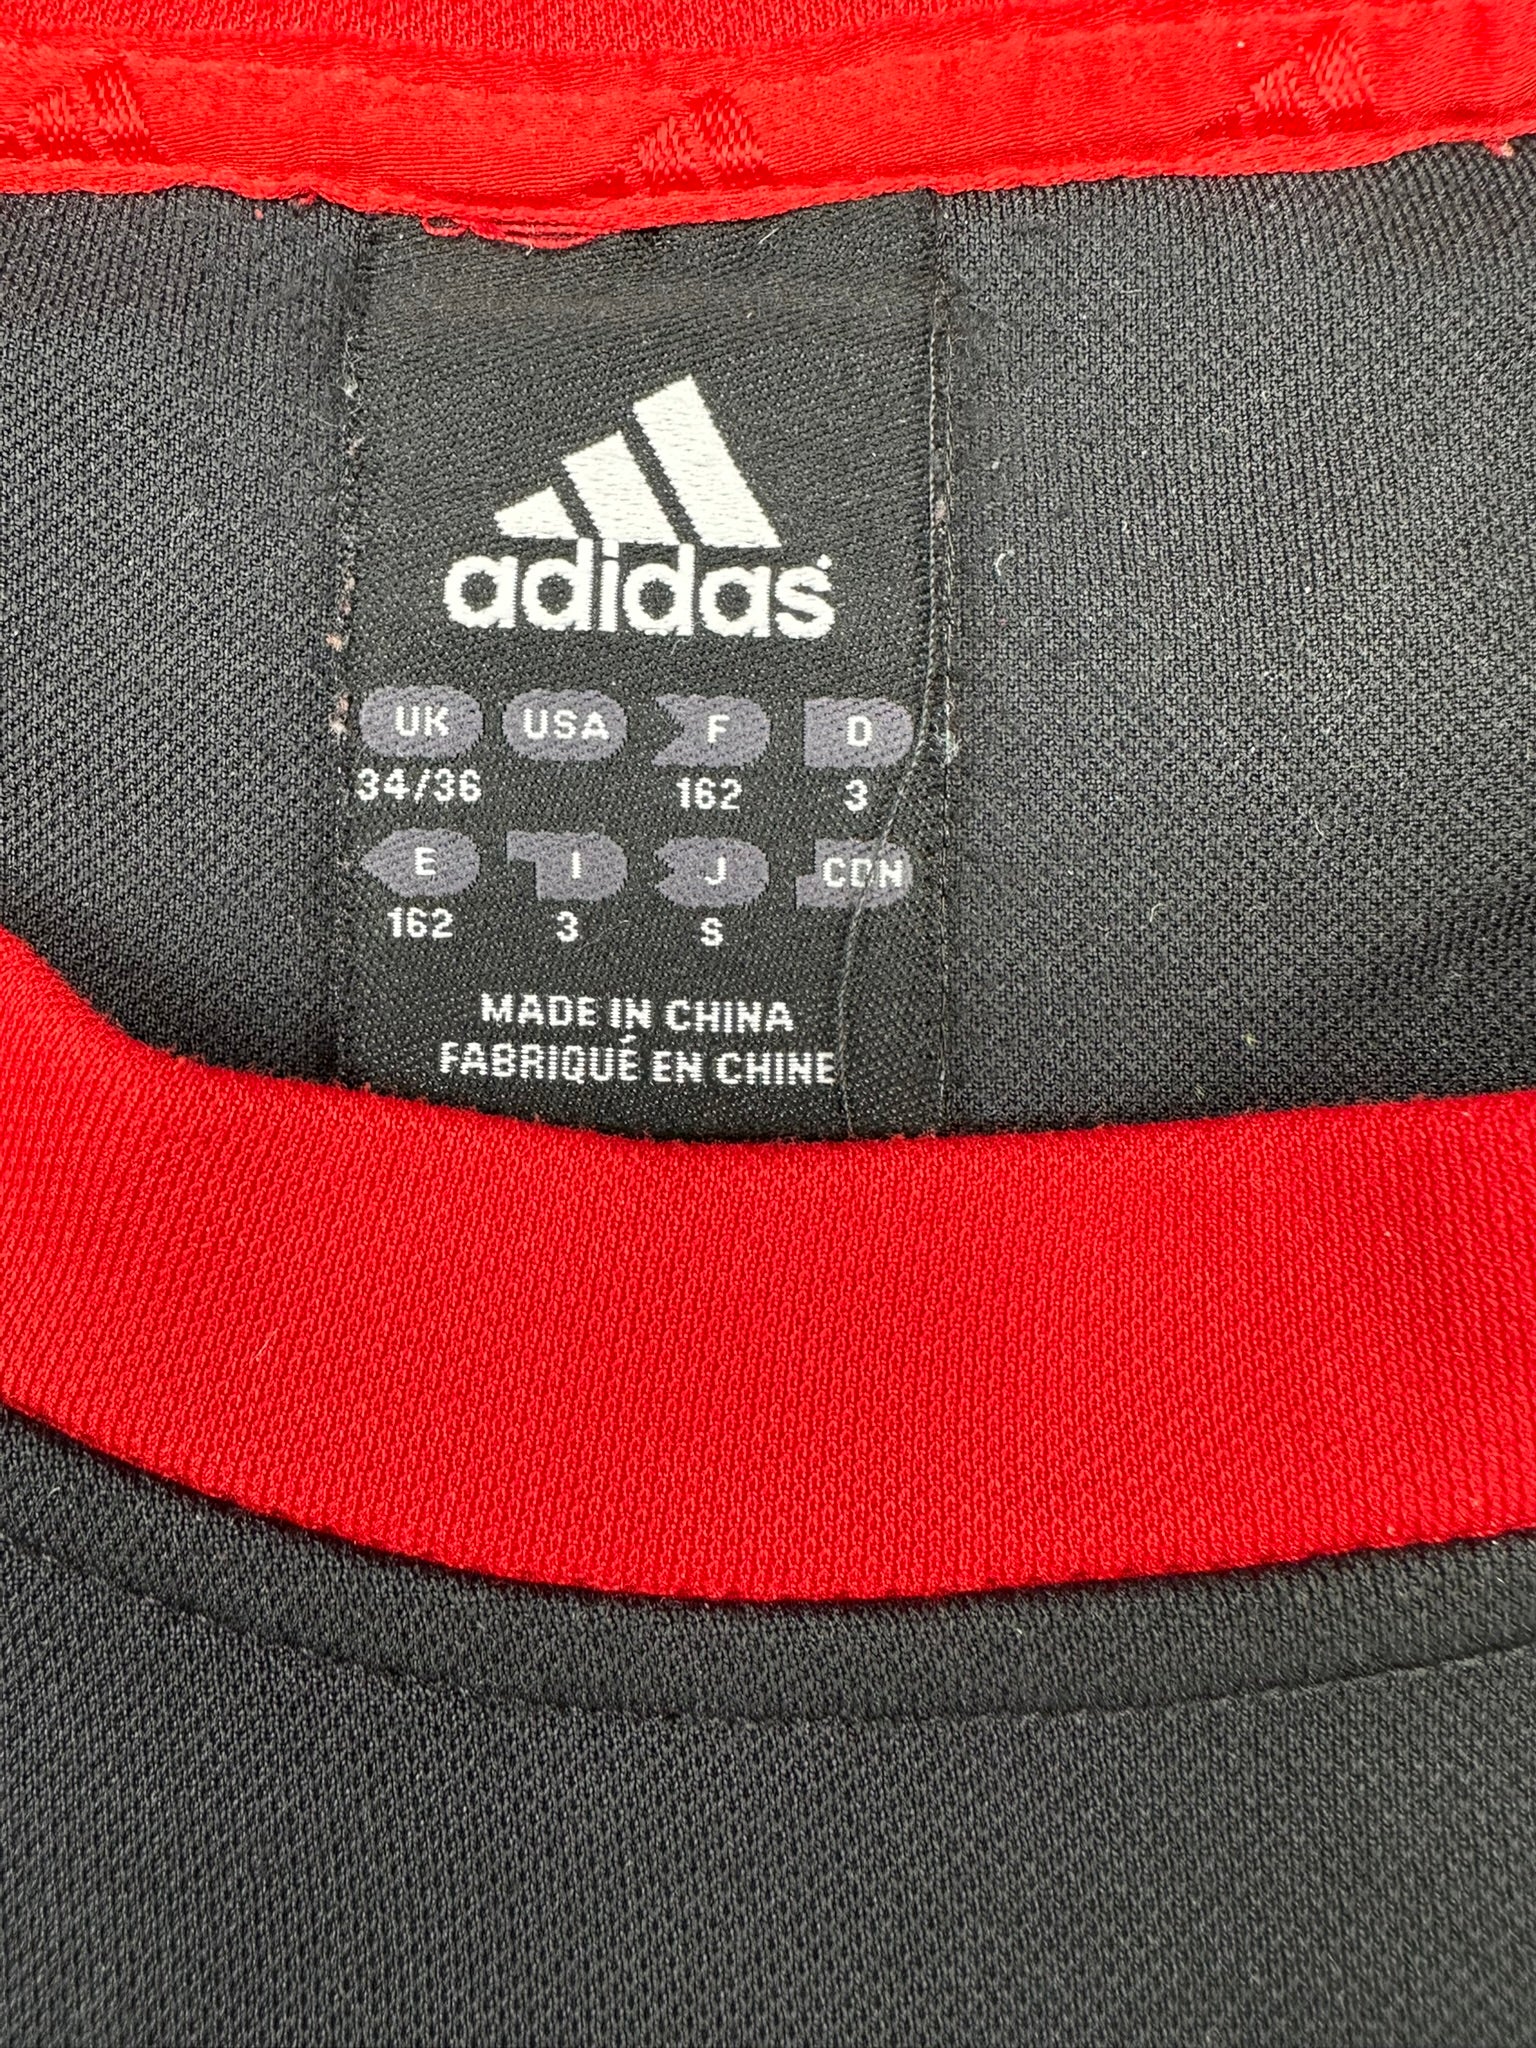 adidas
UK USA F D
34/36 162 3
E I J CDN
162 3 S
MADE IN CHINA
FABRIQUÉ EN CHINE